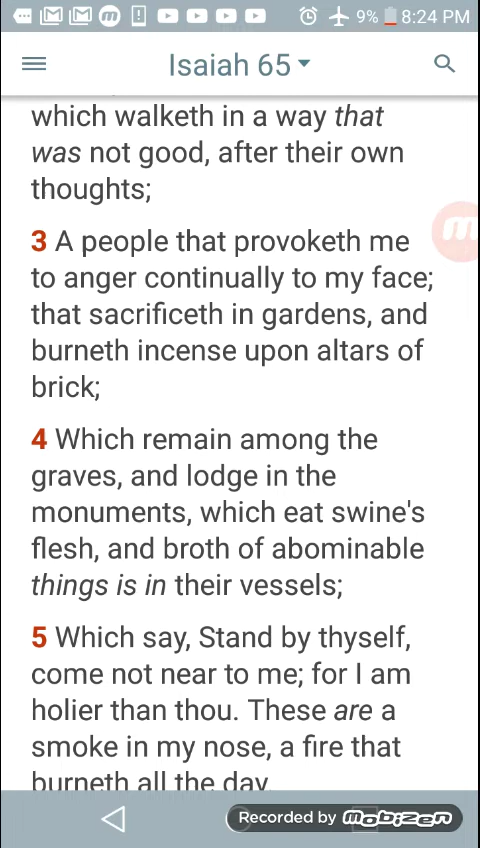 9% 8:24 PM
Isaiah 65
which walketh in a way that
was not good, after their own
thoughts;
3 A people that provoketh me
to anger continually to my face;
that sacrificeth in gardens, and
burneth incense upon altars of
brick;
4 Which remain among the
graves, and lodge in the
monuments, which eat swine's
flesh, and broth of abominable
things is in their vessels;
5 Which say, Stand by thyself,
come not near to me; for I am
holier than thou. These are a
smoke in my nose, a fire that
burneth all the day.
Recorded by mobizen